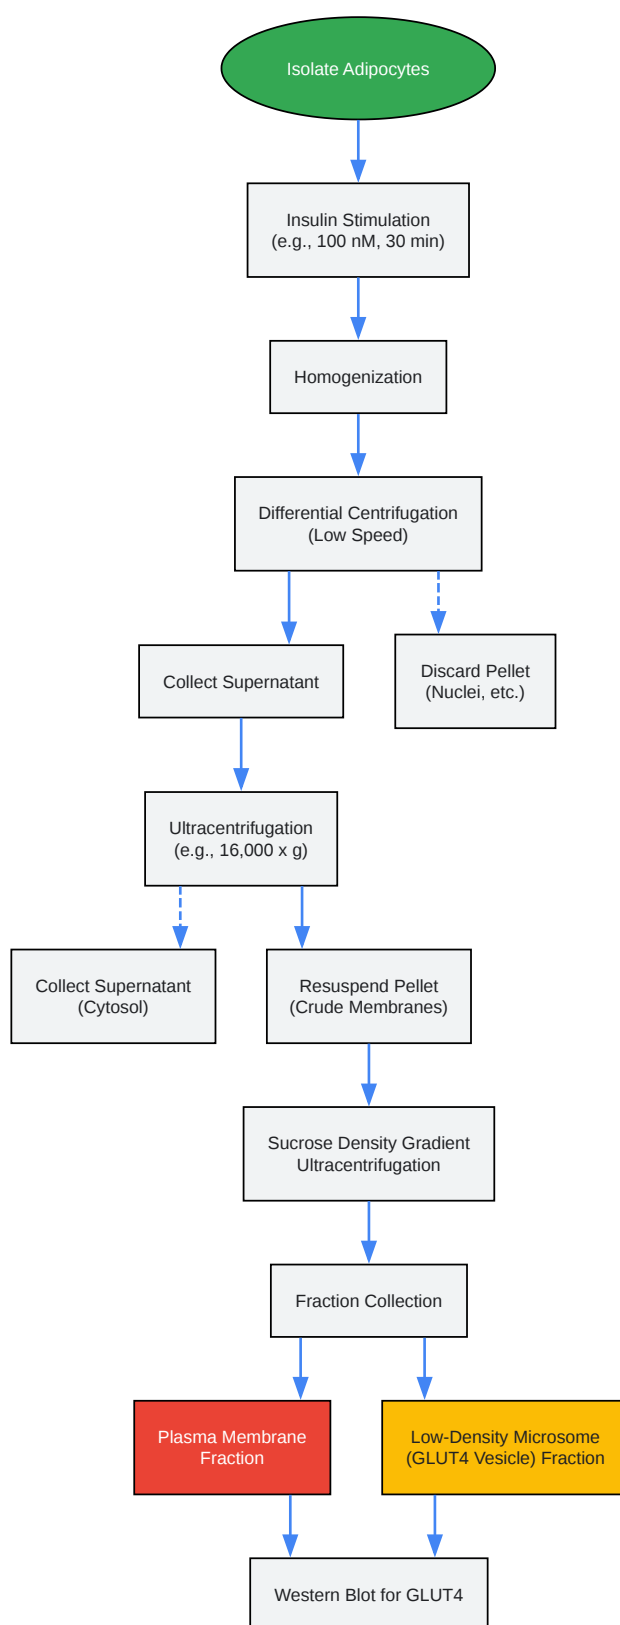 Isolate Adipocytes
Insulin Stimulation
(e.g., 100 nM, 30 min)
Homogenization
Differential Centrifugation
(Low Speed)
Collect Supernatant
Discard Pellet
(Nuclei, etc.)
Ultracentrifugation
(e.g., 16,000 x g)
Collect Supernatant
(Cytosol)
Resuspend Pellet
(Crude Membranes)
Sucrose Density Gradient
Ultracentrifugation
Fraction Collection
Plasma Membrane
Fraction
Low-Density Microsome
(GLUT4 Vesicle) Fraction
Western Blot for GLUT4